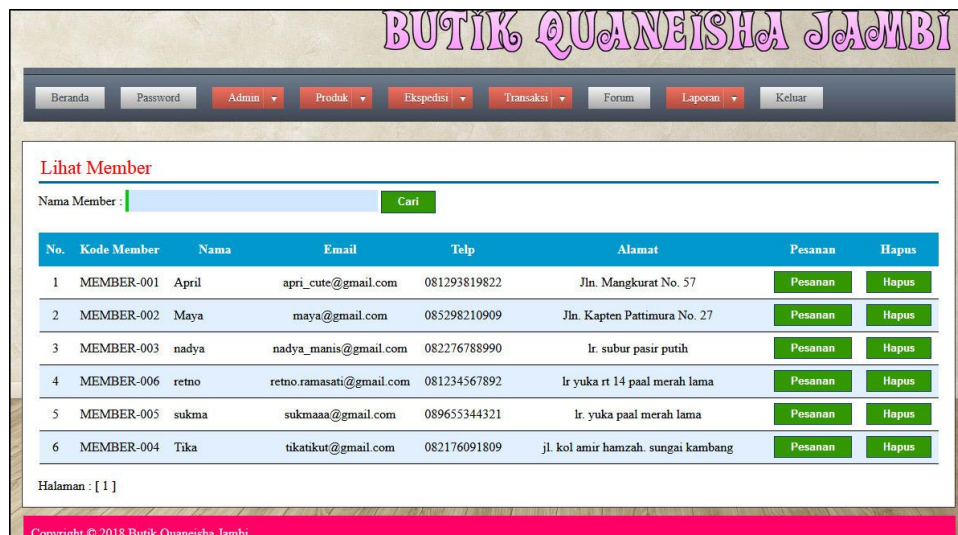 BUTIK QUANEISHA JAMBI
Beranda Password Admin Produk Ekspedisi Transaksi Forum Laporan Keluar
Lihat Member
Nama Member : Cari
No. Kode Member Nama Email Telp Alamat Pesanan Hapus
1 MEMBER-001 April apri_cute@gmail.com 081293819822 Jln. Mangkurat No. 57 Pesanan Hapus
2 MEMBER-002 Maya maya@gmail.com 085298210909 Jln. Kapten Pattimura No. 27 Pesanan Hapus
3 MEMBER-003 nadya nadya_manis@gmail.com 082276788990 lr. subur pasir putih Pesanan Hapus
4 MEMBER-006 retno retno.ramasati@gmail.com 081234567892 lr yuka rt 14 paal merah lama Pesanan Hapus
5 MEMBER-005 sukma sukmaaa@gmail.com 089655344321 lr. yuka paal merah lama Pesanan Hapus
6 MEMBER-004 Tika tikatikut@gmail.com 082176091809 jl. kol amir hamzah. sungai kambang Pesanan Hapus
Halaman : [ 1 ]
Copyright © 2018 Butik Quaneisha Jambi